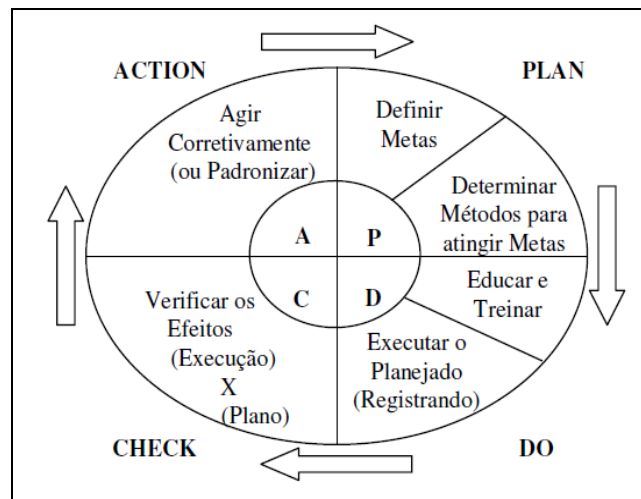 ACTION
PLAN
Agir
Corretivamente
(ou Padronizar)
Definir
Metas
Determinar
Métodos para
atingir Metas
A
P
C
D
Educar e
Treinar
Verificar os
Efeitos
(Execução)
X
(Plano)
Executar o
Planejado
(Registrando)
CHECK
DO